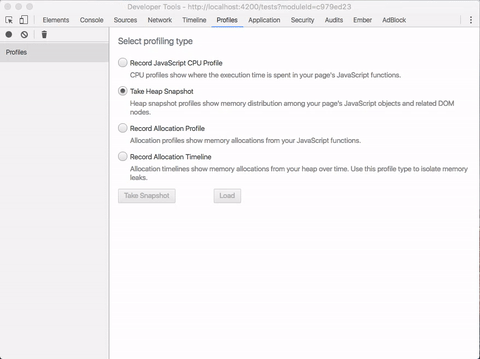 Developer Tools - http://localhost:4200/tests?moduleId=c979ed23
Elements Console Sources Network Timeline Profiles Application Security Audits Ember AdBlock
Profiles
Select profiling type
Record JavaScript CPU Profile
CPU profiles show where the execution time is spent in your page's JavaScript functions.
Take Heap Snapshot
Heap snapshot profiles show memory distribution among your page's JavaScript objects and related DOM
nodes.
Record Allocation Profile
Allocation profiles show memory allocations from your JavaScript functions.
Record Allocation Timeline
Allocation timelines show memory allocations from your heap over time. Use this profile type to isolate memory
leaks.
Take Snapshot Load